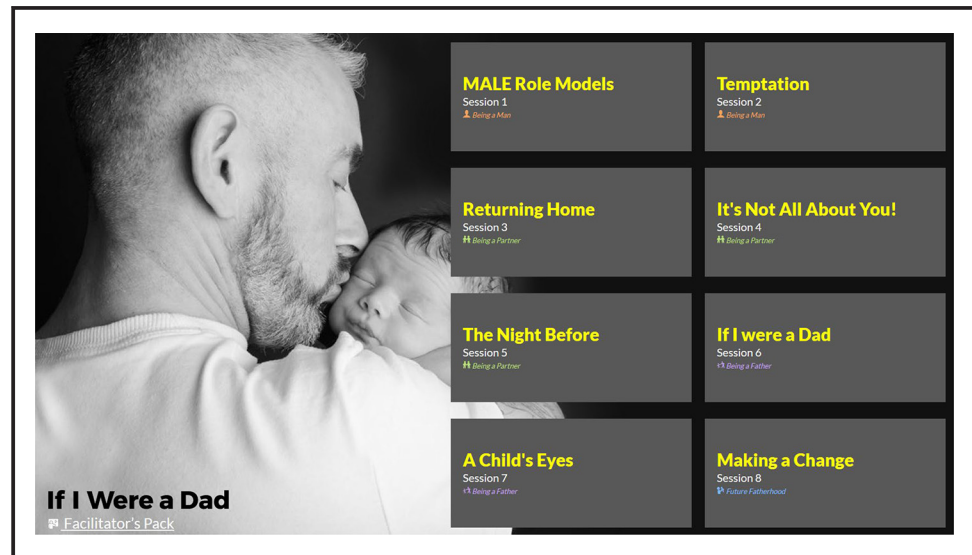 MALE Role Models
Session 1
Being a Man
Temptation
Session 2
Being a Man
Returning Home
Session 3
Being a Partner
It's Not All About You!
Session 4
Being a Partner
The Night Before
Session 5
Being a Partner
If I were a Dad
Session 6
Being a Father
A Child's Eyes
Session 7
Being a Father
Making a Change
Session 8
Future Fatherhood
If I Were a Dad
Facilitator's Pack